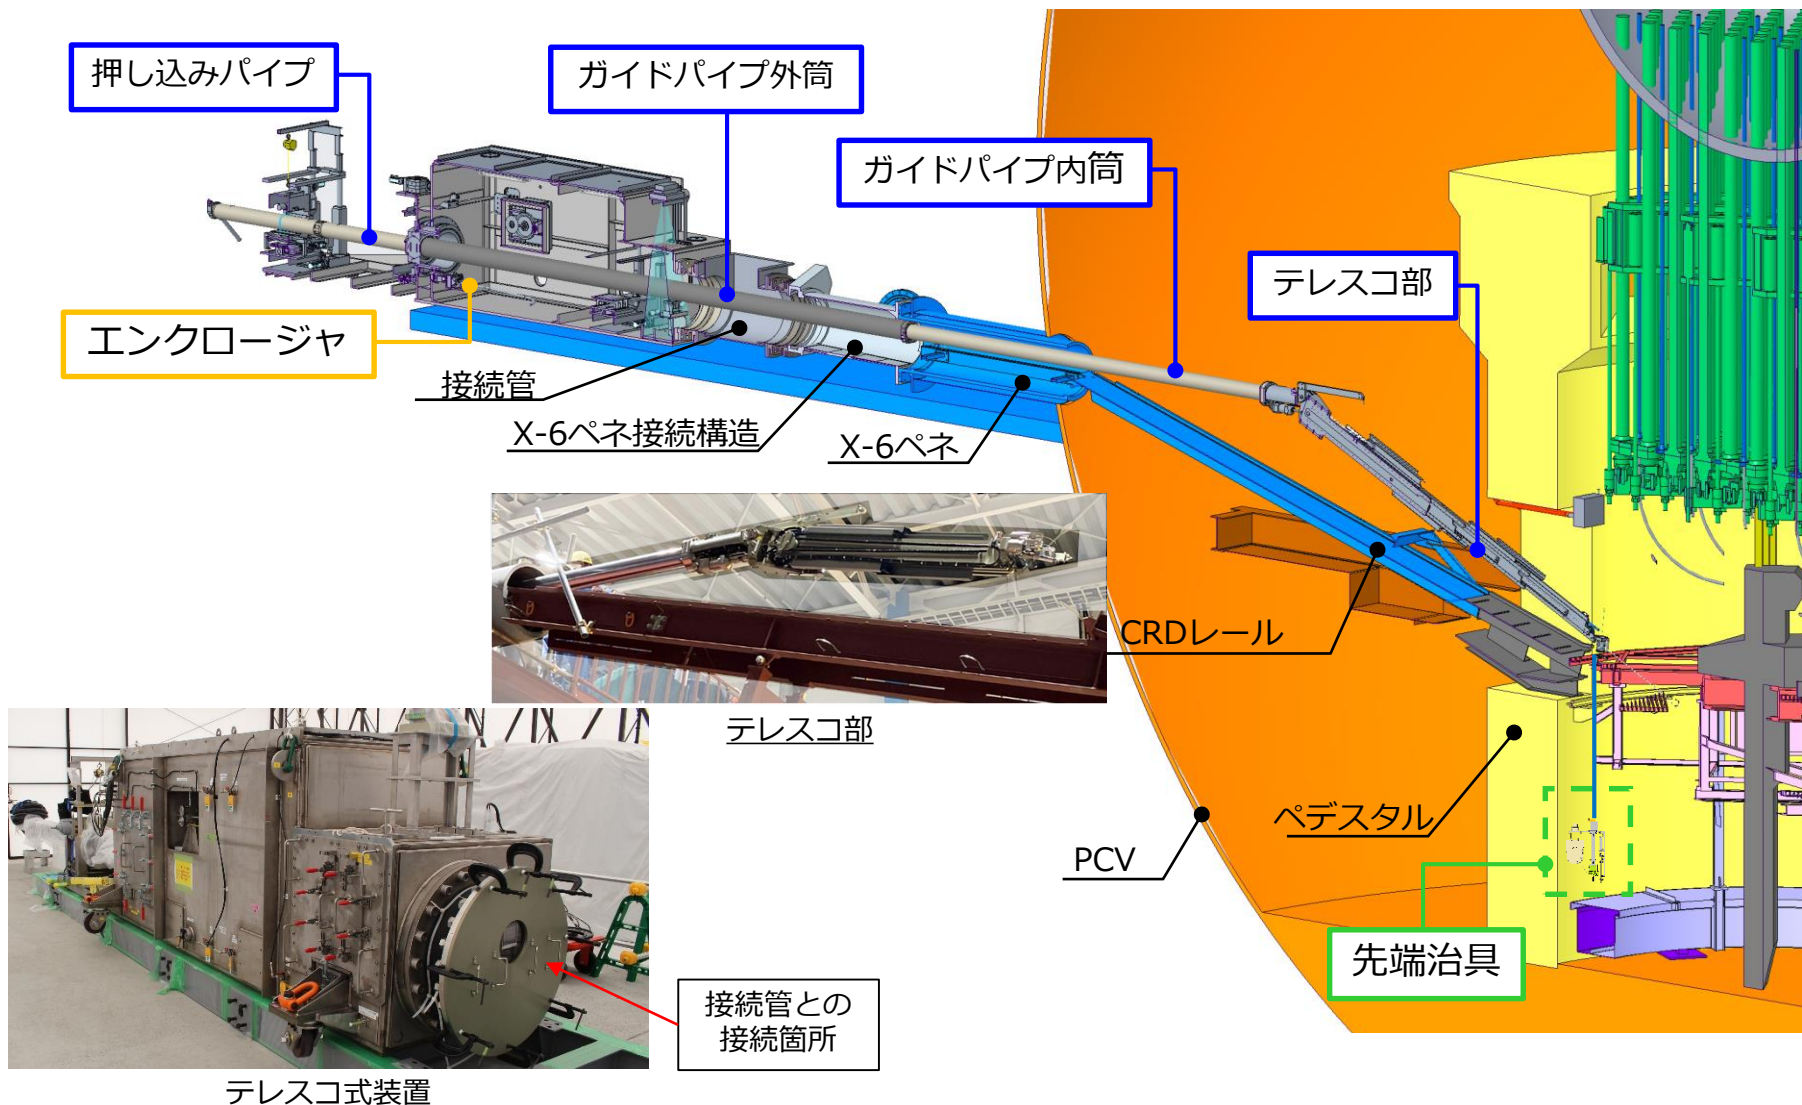 押し込みパイプ
ガイドパイプ外筒
ガイドパイプ内筒
テレスコ部
エンクロージャ
接続管
X-6ペネ接続構造
X-6ペネ
CRDレール
テレスコ部
ペデスタル
PCV
先端治具
接続管との
接続箇所
テレスコ式装置